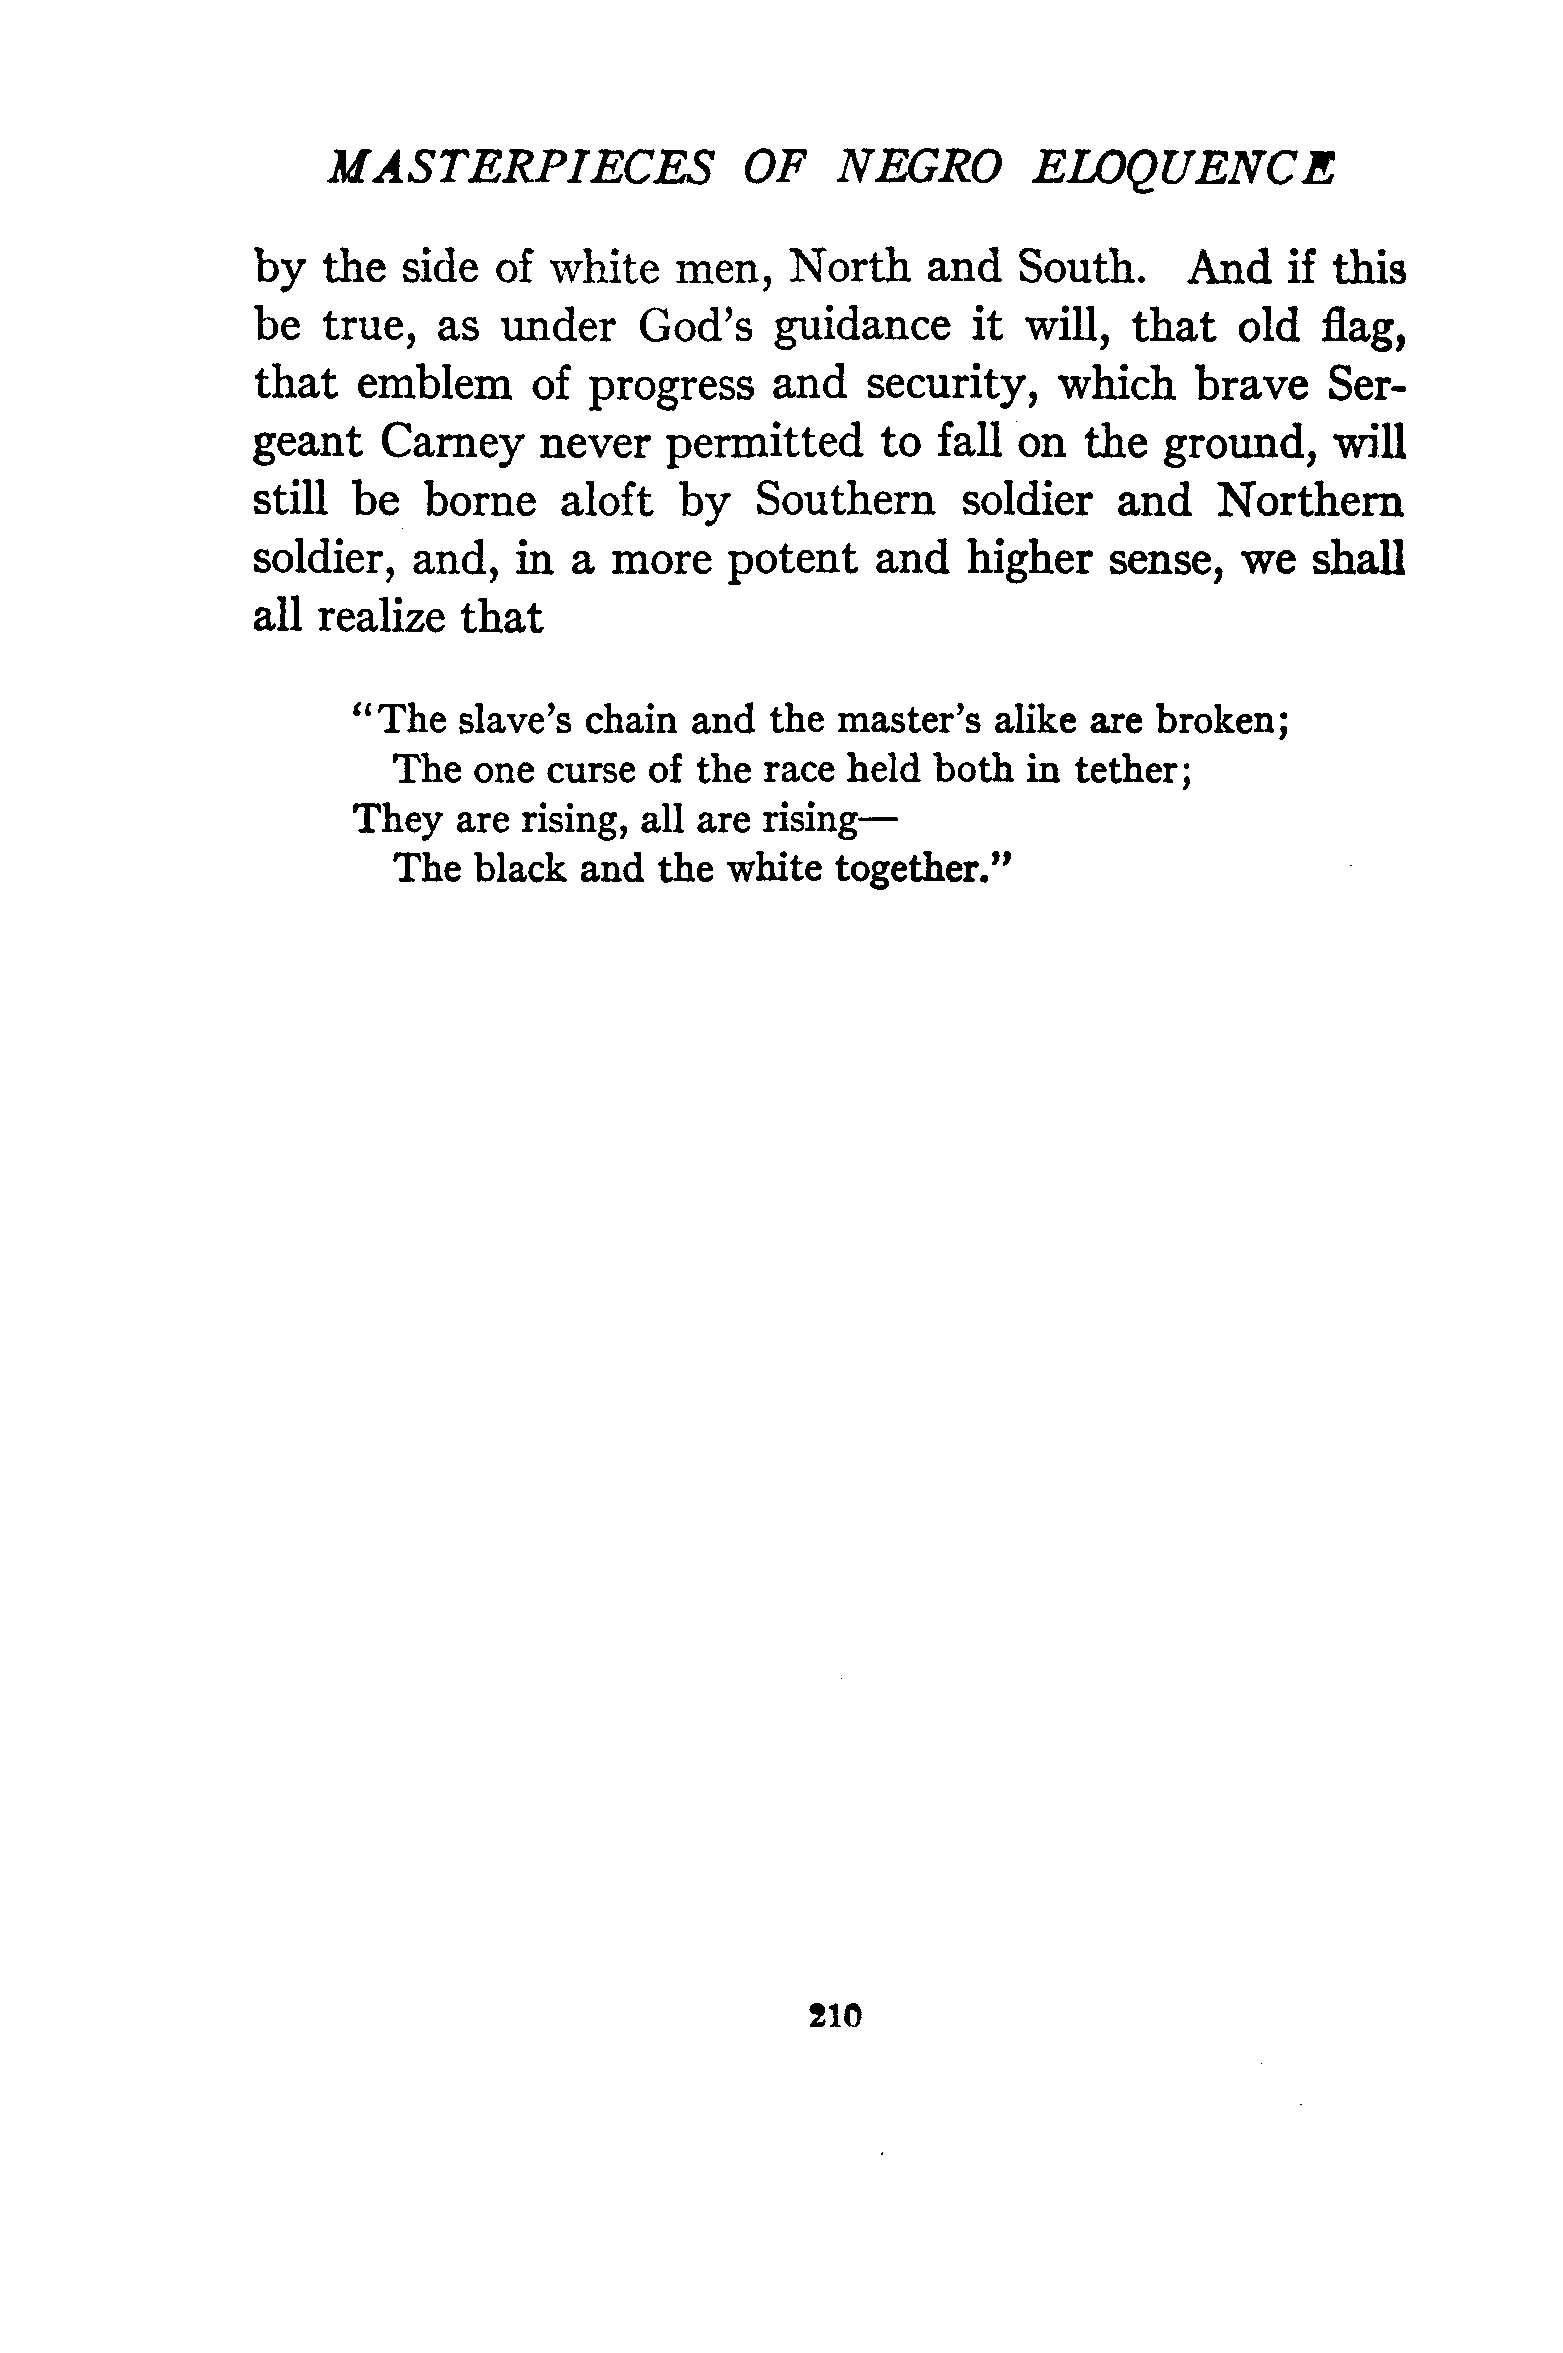 MASTERPIECES OF NEGRO ELOQUENCE
by the side of white men, North and South. And if this
be true, as under God's guidance it will, that old flag,
that emblem of progress and security, which brave Ser-
geant Carney never permitted to fall on the ground, will
still be borne aloft by Southern soldier and Northern
soldier, and, in a more potent and higher sense, we shall
all realize that
"The slave's chain and the master's alike are broken;
The one curse of the race held both in tether;
They are rising, all are rising—
The black and the white together."
210